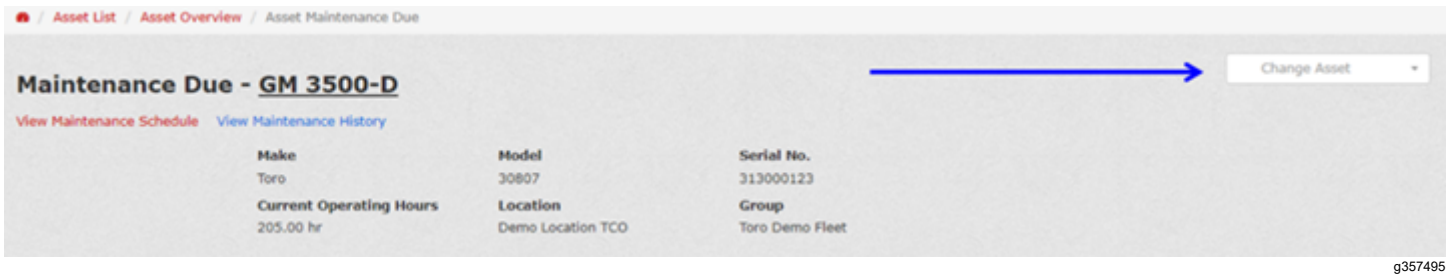 / Asset List / Asset Overview / Asset Maintenance Due
Change Asset
Maintenance Due - GM 3500-D
View Maintenance Schedule View Maintenance History
Make Model Serial No.
Toro 30807 313000123
Current Operating Hours Location Group
205.00 hr Demo Location TCO Toro Demo Fleet
g357495